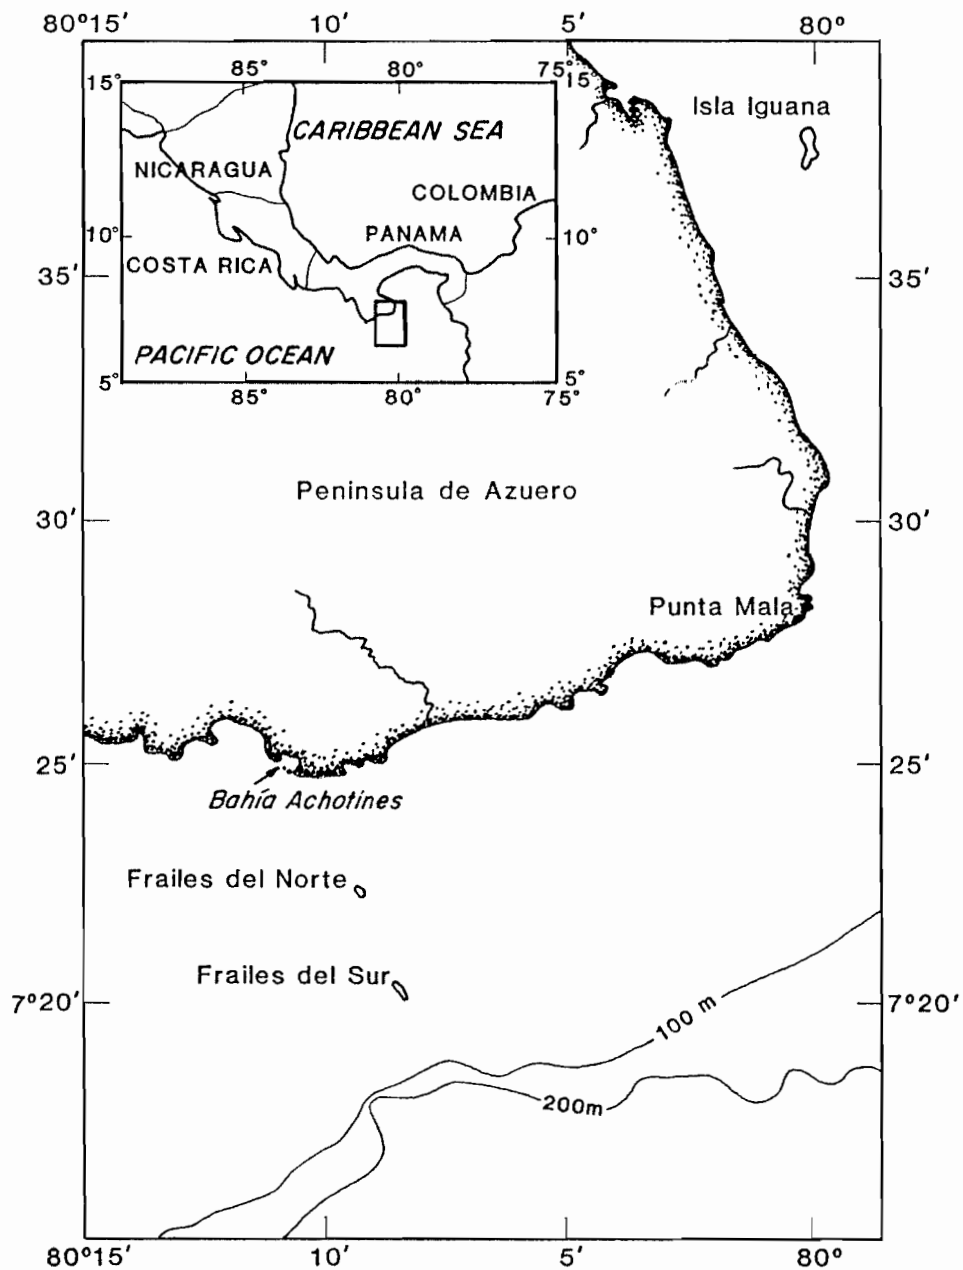 80°15′ 10′ 5′ 80°
85° 80° 75°
15° 15
Isla Iguana
CARIBBEAN SEA
NICARAGUA
COLOMBIA
PANAMA
10° 10°
COSTA RICA
35′ 35′
PACIFIC OCEAN
5° 5°
85° 80° 75°
Peninsula de Azuero
30′ 30′
Punta Mala
25′ 25′
Bahía Achotines
Frailes del Norte
Frailes del Sur
7°20′ 7°20′
100 m
200m
80°15′ 10′ 5′ 80°